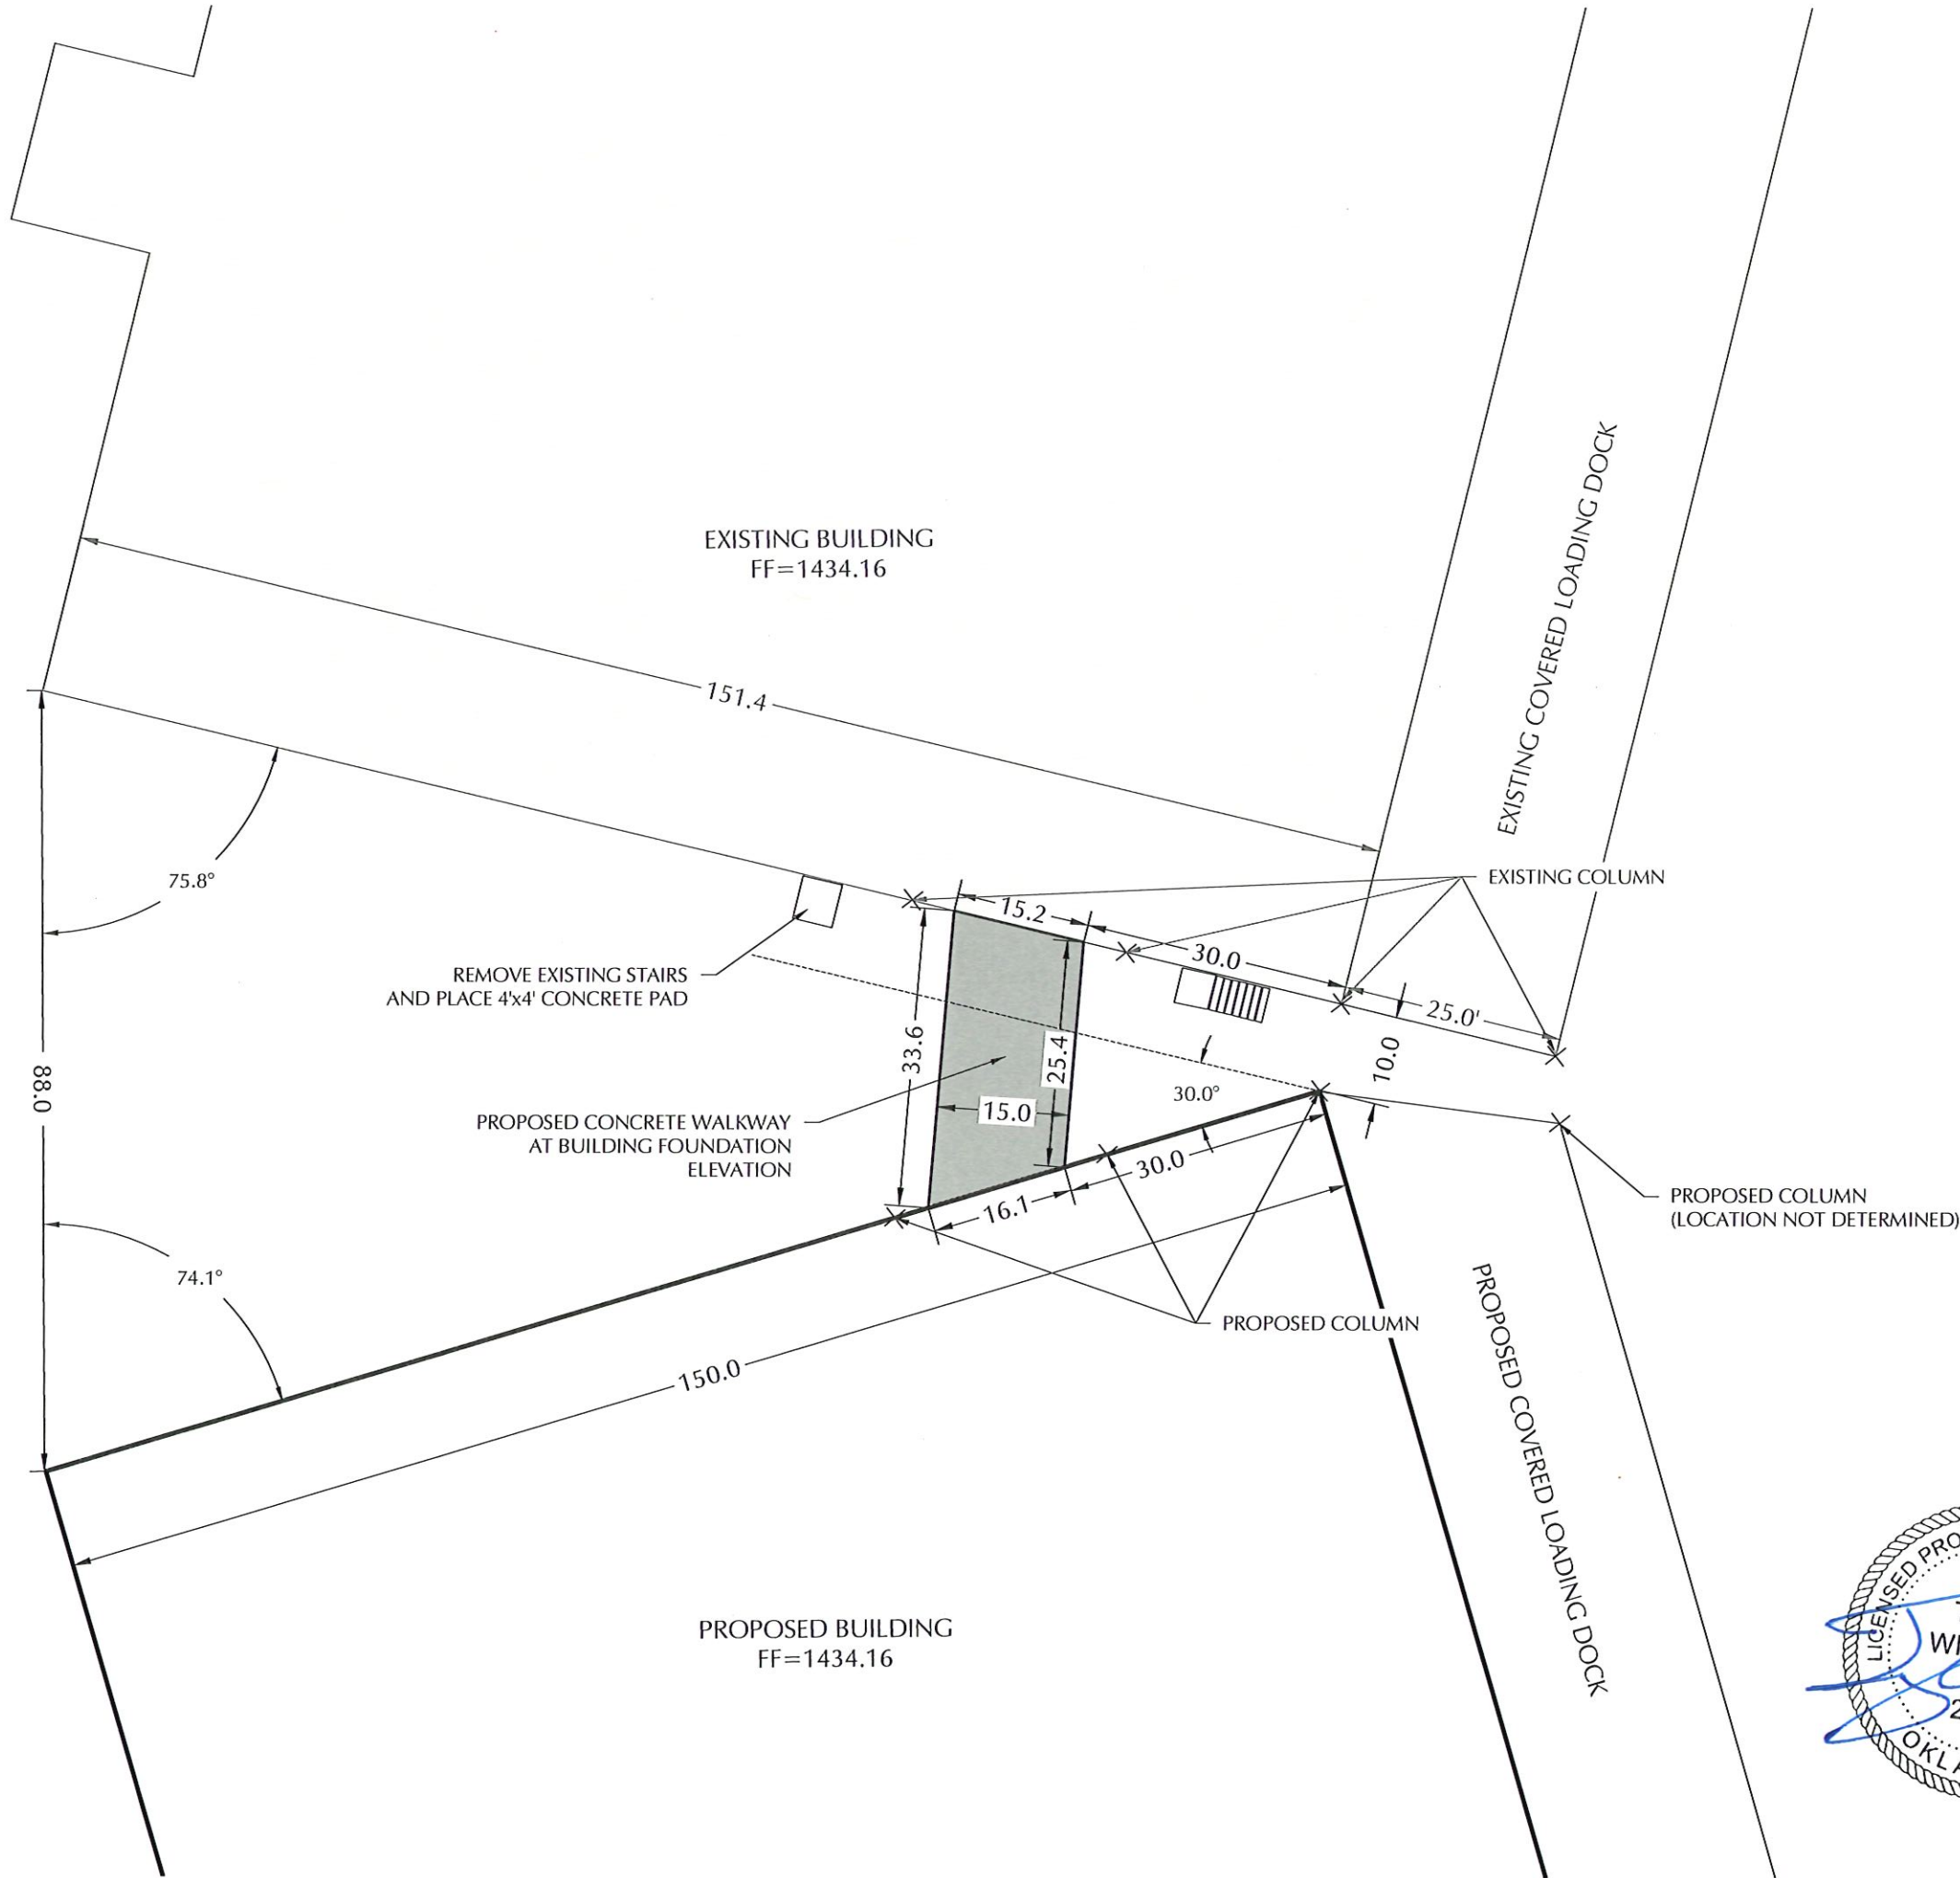 EXISTING BUILDING
FF=1434.16
EXISTING COVERED LOADING DOCK
151.4
75.8°
EXISTING COLUMN
15.2
30.0
25.0'
REMOVE EXISTING STAIRS
AND PLACE 4'x4' CONCRETE PAD
33.6
25.4
10.0
88.0
30.0°
15.0
PROPOSED CONCRETE WALKWAY
AT BUILDING FOUNDATION
ELEVATION
30.0
16.1
PROPOSED COLUMN
(LOCATION NOT DETERMINED)
74.1°
PROPOSED COLUMN
150.0
PROPOSED COVERED LOADING DOCK
PROPOSED BUILDING
FF=1434.16
LICENSED PRO
OKLA